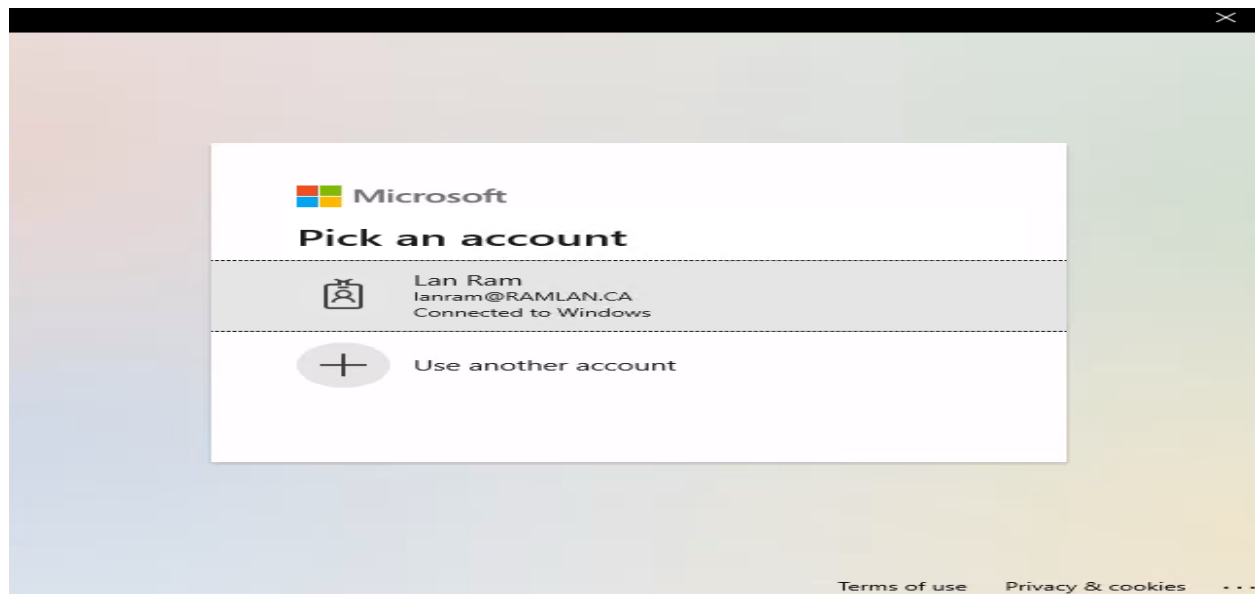 Microsoft
Pick an account
Lan Ram
lanram@RAMLAN.CA
Connected to Windows
Use another account
Terms of use Privacy & cookies ...